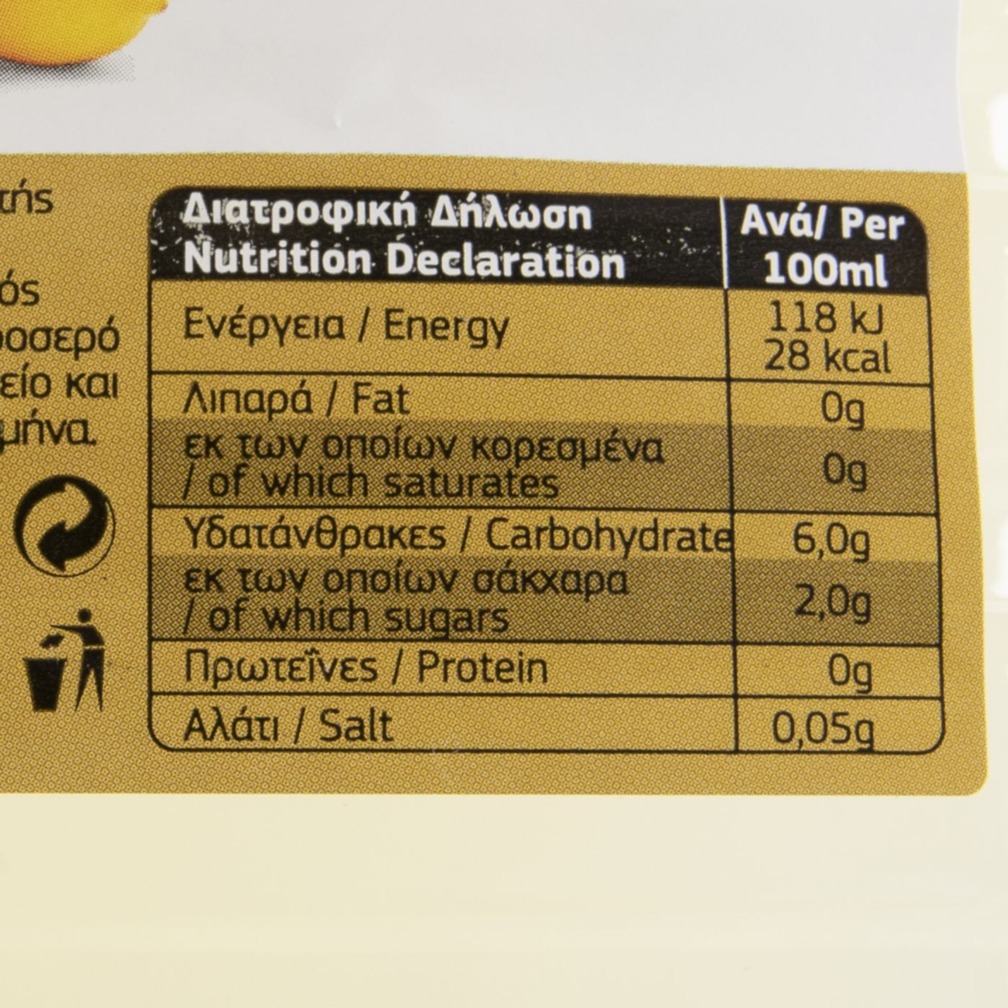 Διατροφική Δήλωση
Nutrition Declaration
Ανά/ Per
100ml
Ενέργεια / Energy
118 kJ
28 kcal
Λιπαρά / Fat
0g
εκ των οποίων κορεσμένα
/ of which saturates
0g
Υδατάνθρακες / Carbohydrate
6,0g
εκ των οποίων σάκχαρα
/ of which sugars
2,0g
Πρωτεΐνες / Protein
0g
Αλάτι / Salt
0,05g
και